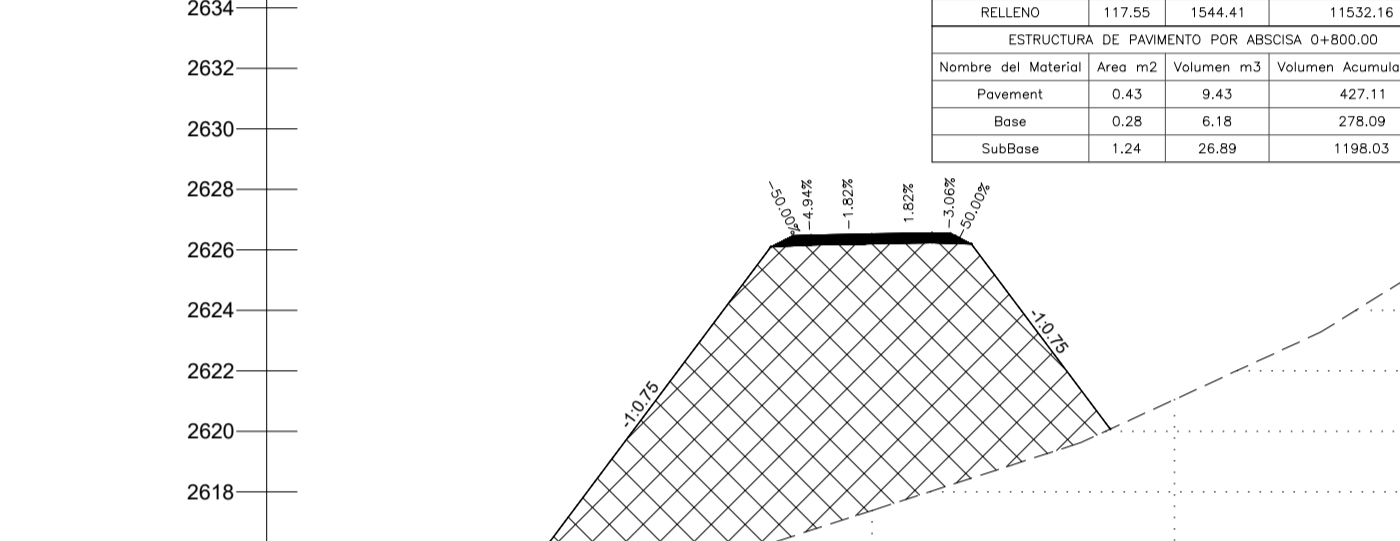 2634
2632
2630
2628
2626
2624
2622
2620
2618
RELLENO 117.55 1544.41 11532.16
ESTRUCTURA DE PAVIMENTO POR ABSCISA 0+800.00
Nombre del Material Area m2 Volumen m3 Volumen Acumula
Pavement 0.43 9.43 427.11
Base 0.28 6.18 278.09
SubBase 1.24 26.89 1198.03
-50.00%
-4.94%
-1.82%
1.82%
-3.06%
-50.00%
-1:0.75
-1:0.75